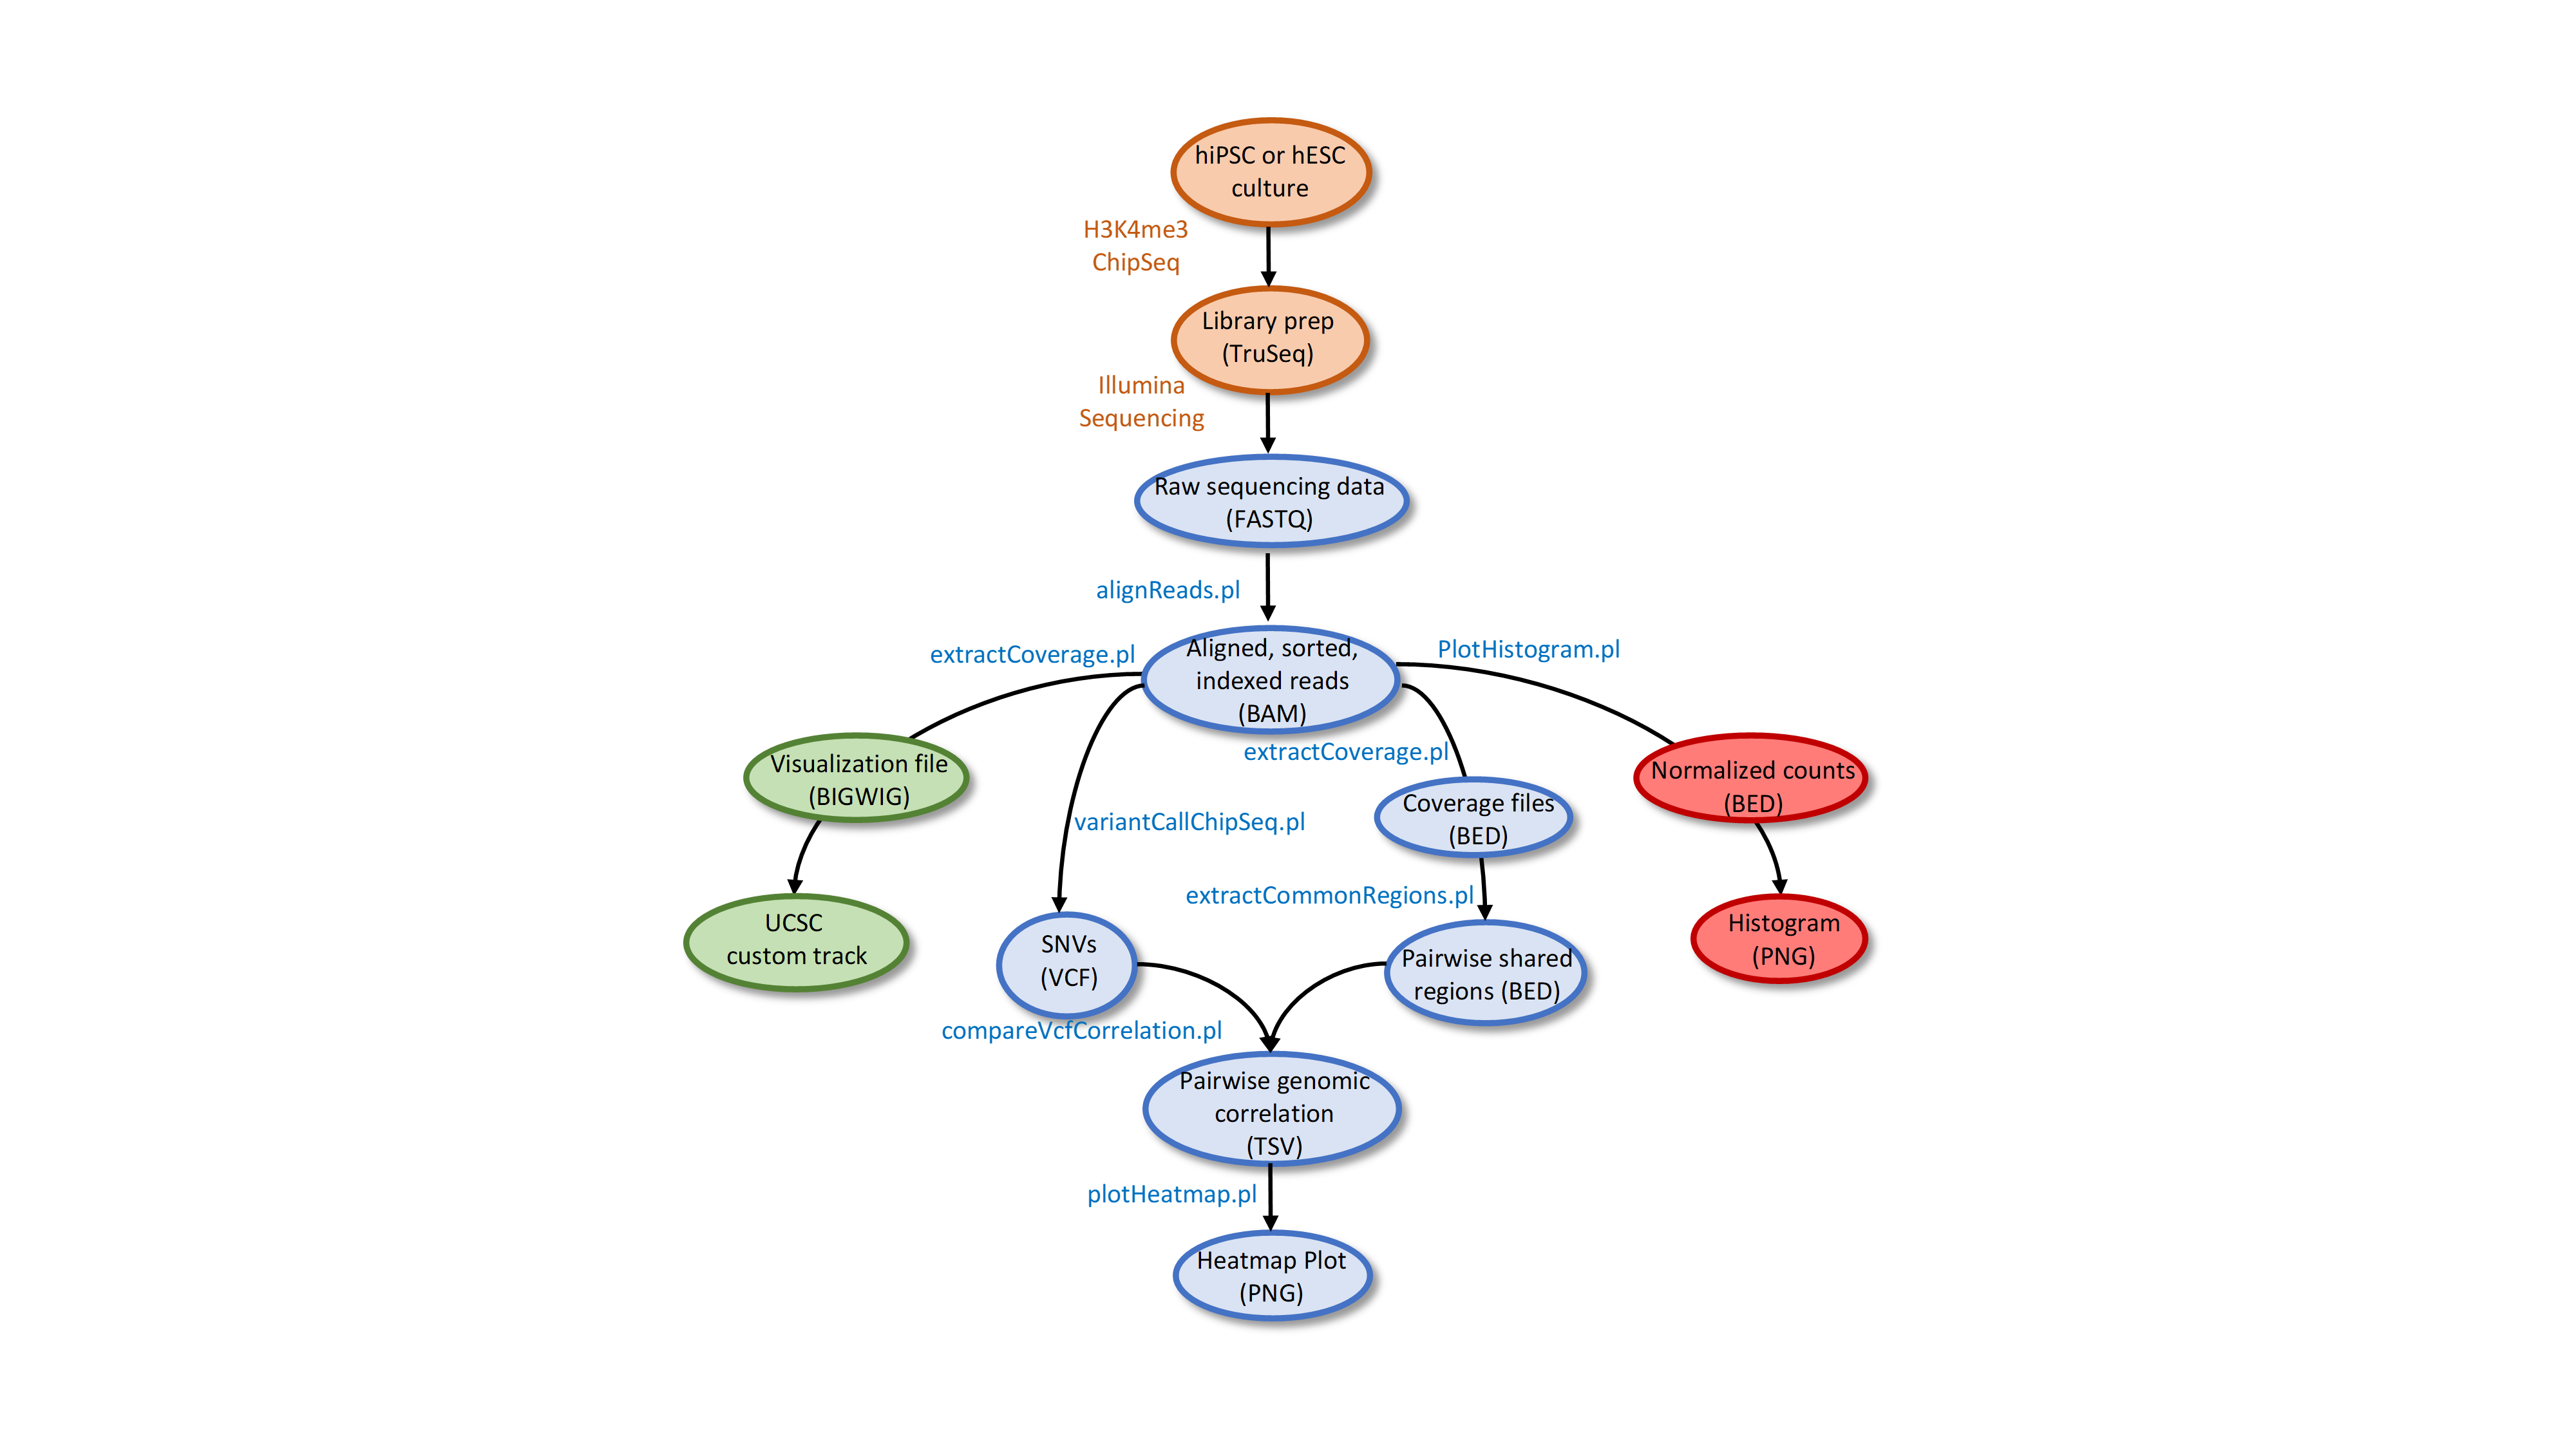 hiPSC or hESC
culture
H3K4me3
ChipSeq
Library prep
(TruSeq)
Illumina
Sequencing
Raw sequencing data
(FASTQ)
alignReads.pl
extractCoverage.pl
Aligned, sorted,
indexed reads
(BAM)
PlotHistogram.pl
extractCoverage.pl
Visualization file
(BIGWIG)
Normalized counts
(BED)
Coverage files
(BED)
variantCallChipSeq.pl
extractCommonRegions.pl
UCSC
custom track
SNVs
(VCF)
Pairwise shared
regions (BED)
Histogram
(PNG)
compareVcfCorrelation.pl
Pairwise genomic
correlation
(TSV)
plotHeatmap.pl
Heatmap Plot
(PNG)